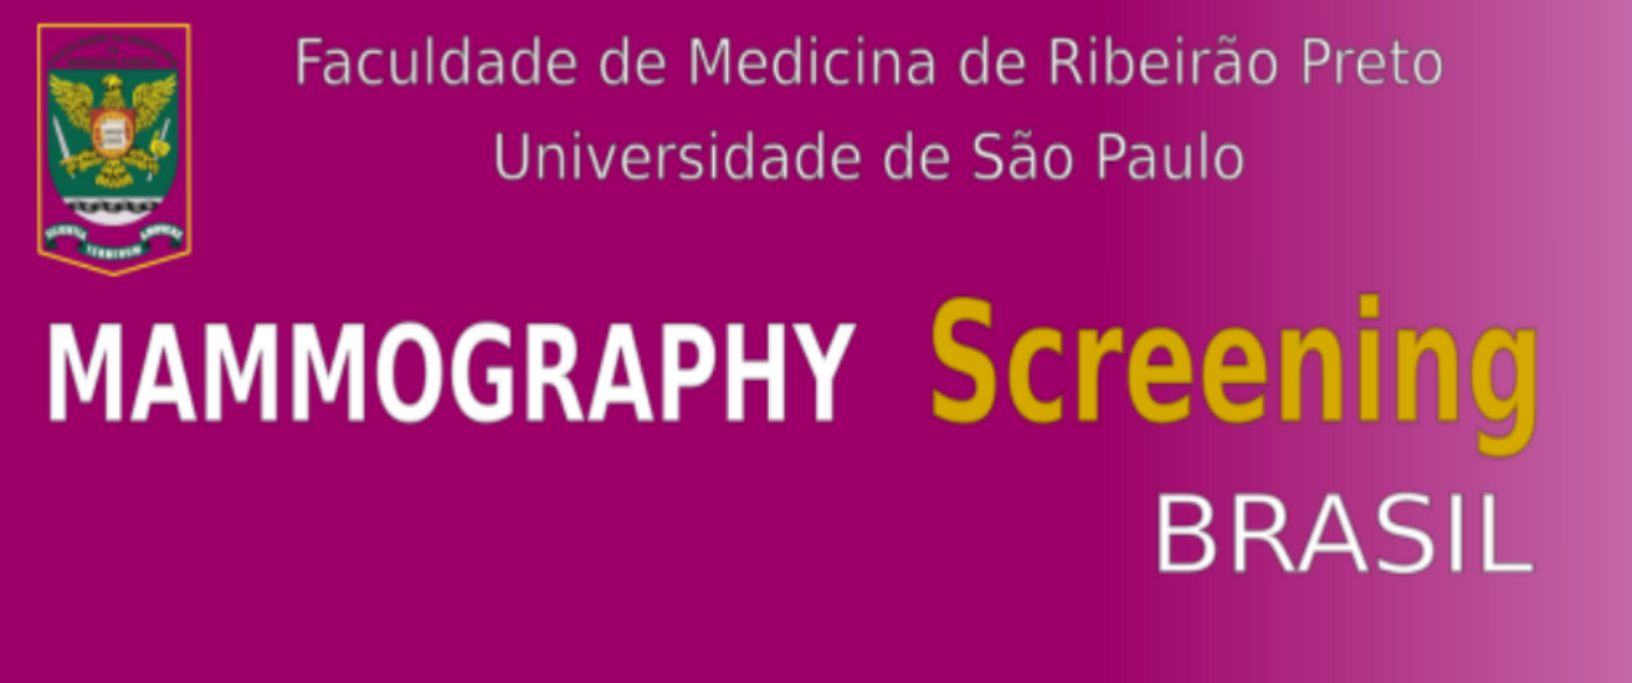 Faculdade de Medicina de Ribeirão Preto
Universidade de São Paulo
MAMMOGRAPHY Screening
BRASIL